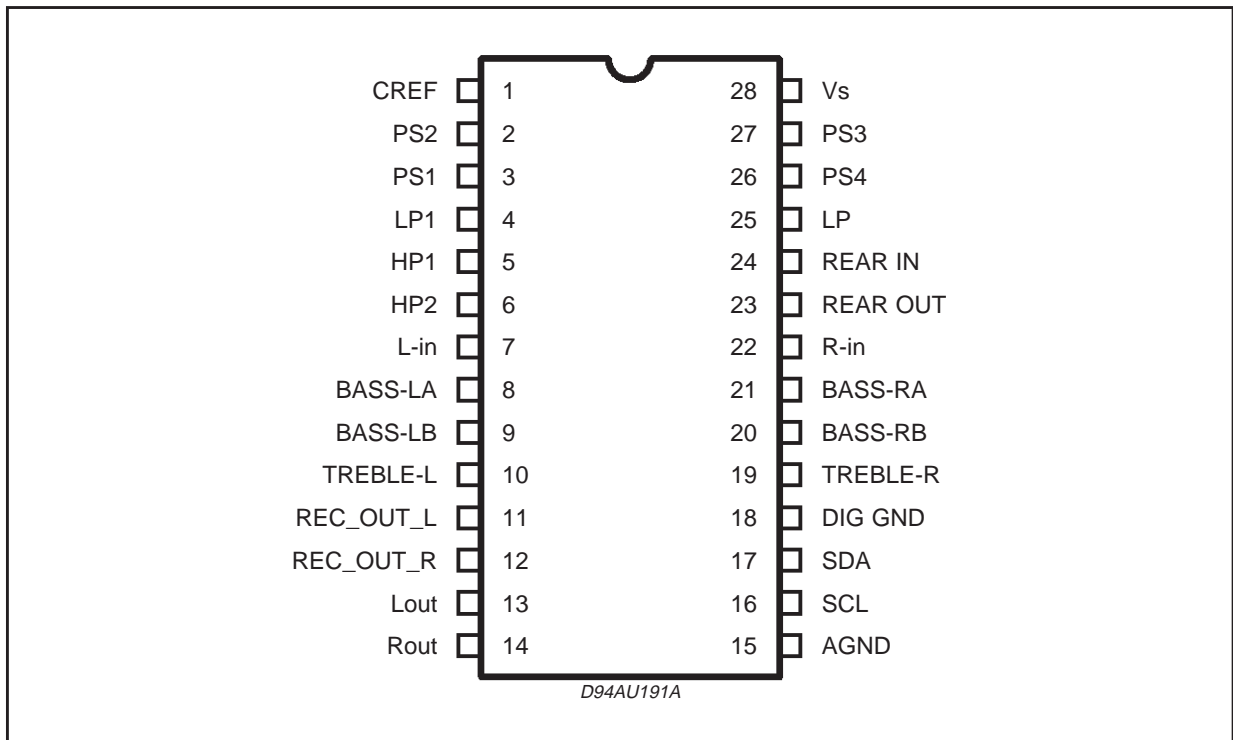 CREF 1 28 Vs
PS2 2 27 PS3
PS1 3 26 PS4
LP1 4 25 LP
HP1 5 24 REAR IN
HP2 6 23 REAR OUT
L-in 7 22 R-in
BASS-LA 8 21 BASS-RA
BASS-LB 9 20 BASS-RB
TREBLE-L 10 19 TREBLE-R
REC_OUT_L 11 18 DIG GND
REC_OUT_R 12 17 SDA
Lout 13 16 SCL
Rout 14 15 AGND
D94AU191A